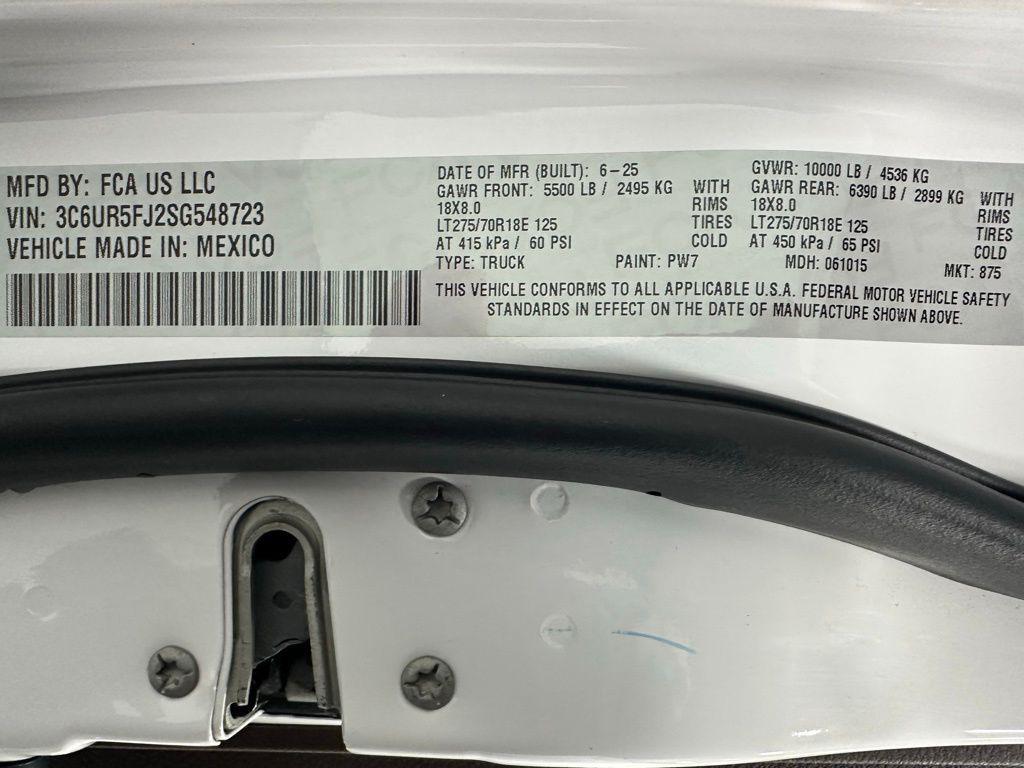 MFD BY: FCA US LLC
VIN: 3C6UR5FJ2SG548723
VEHICLE MADE IN: MEXICO
DATE OF MFR (BUILT): 6-25
GAWR FRONT: 5500 LB / 2495 KG WITH
18X8.0 RIMS
LT275/70R18E 125 TIRES
AT 415 kPa / 60 PSI COLD
GVWR: 10000 LB / 4536 KG
GAWR REAR: 6390 LB / 2899 KG WITH
18X8.0 RIMS
LT275/70R18E 125 TIRES
AT 450 kPa / 65 PSI COLD
TYPE: TRUCK PAINT: PW7 MDH: 061015 MKT: 875
THIS VEHICLE CONFORMS TO ALL APPLICABLE U.S.A. FEDERAL MOTOR VEHICLE SAFETY
STANDARDS IN EFFECT ON THE DATE OF MANUFACTURE SHOWN ABOVE.